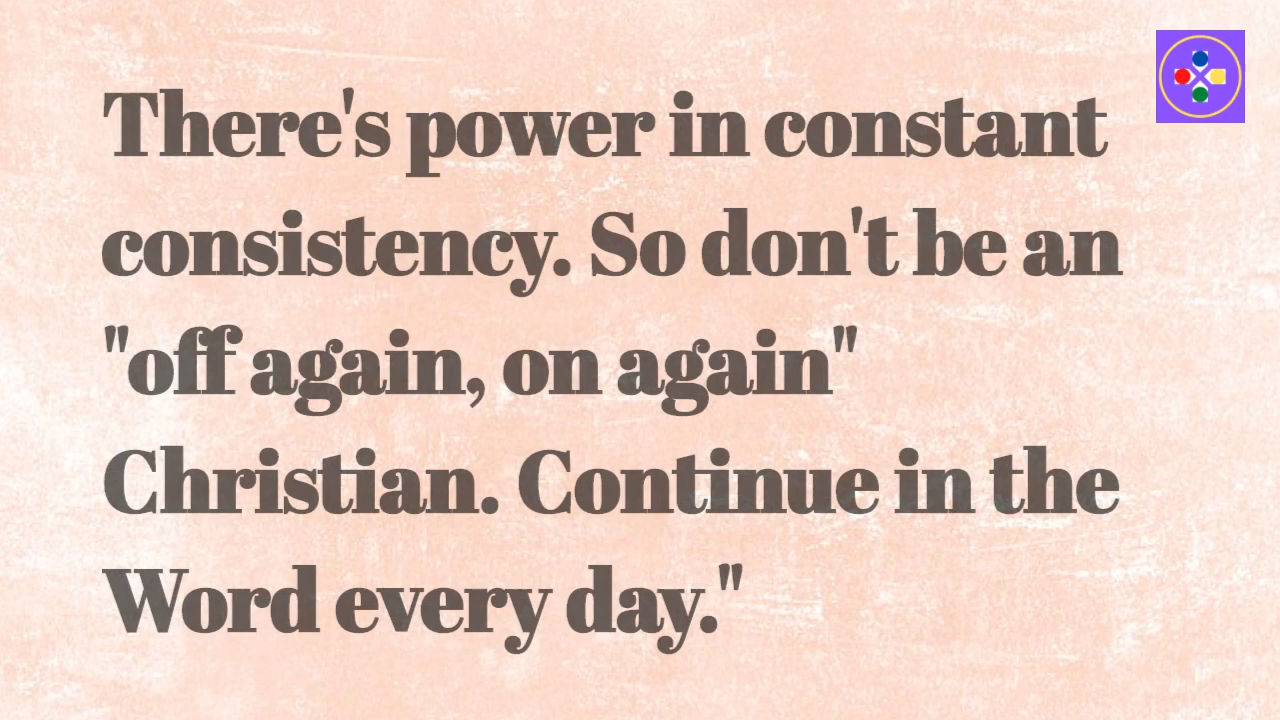 There's power in constant
consistency. So don't be an
"off again, on again"
Christian. Continue in the
Word every day."